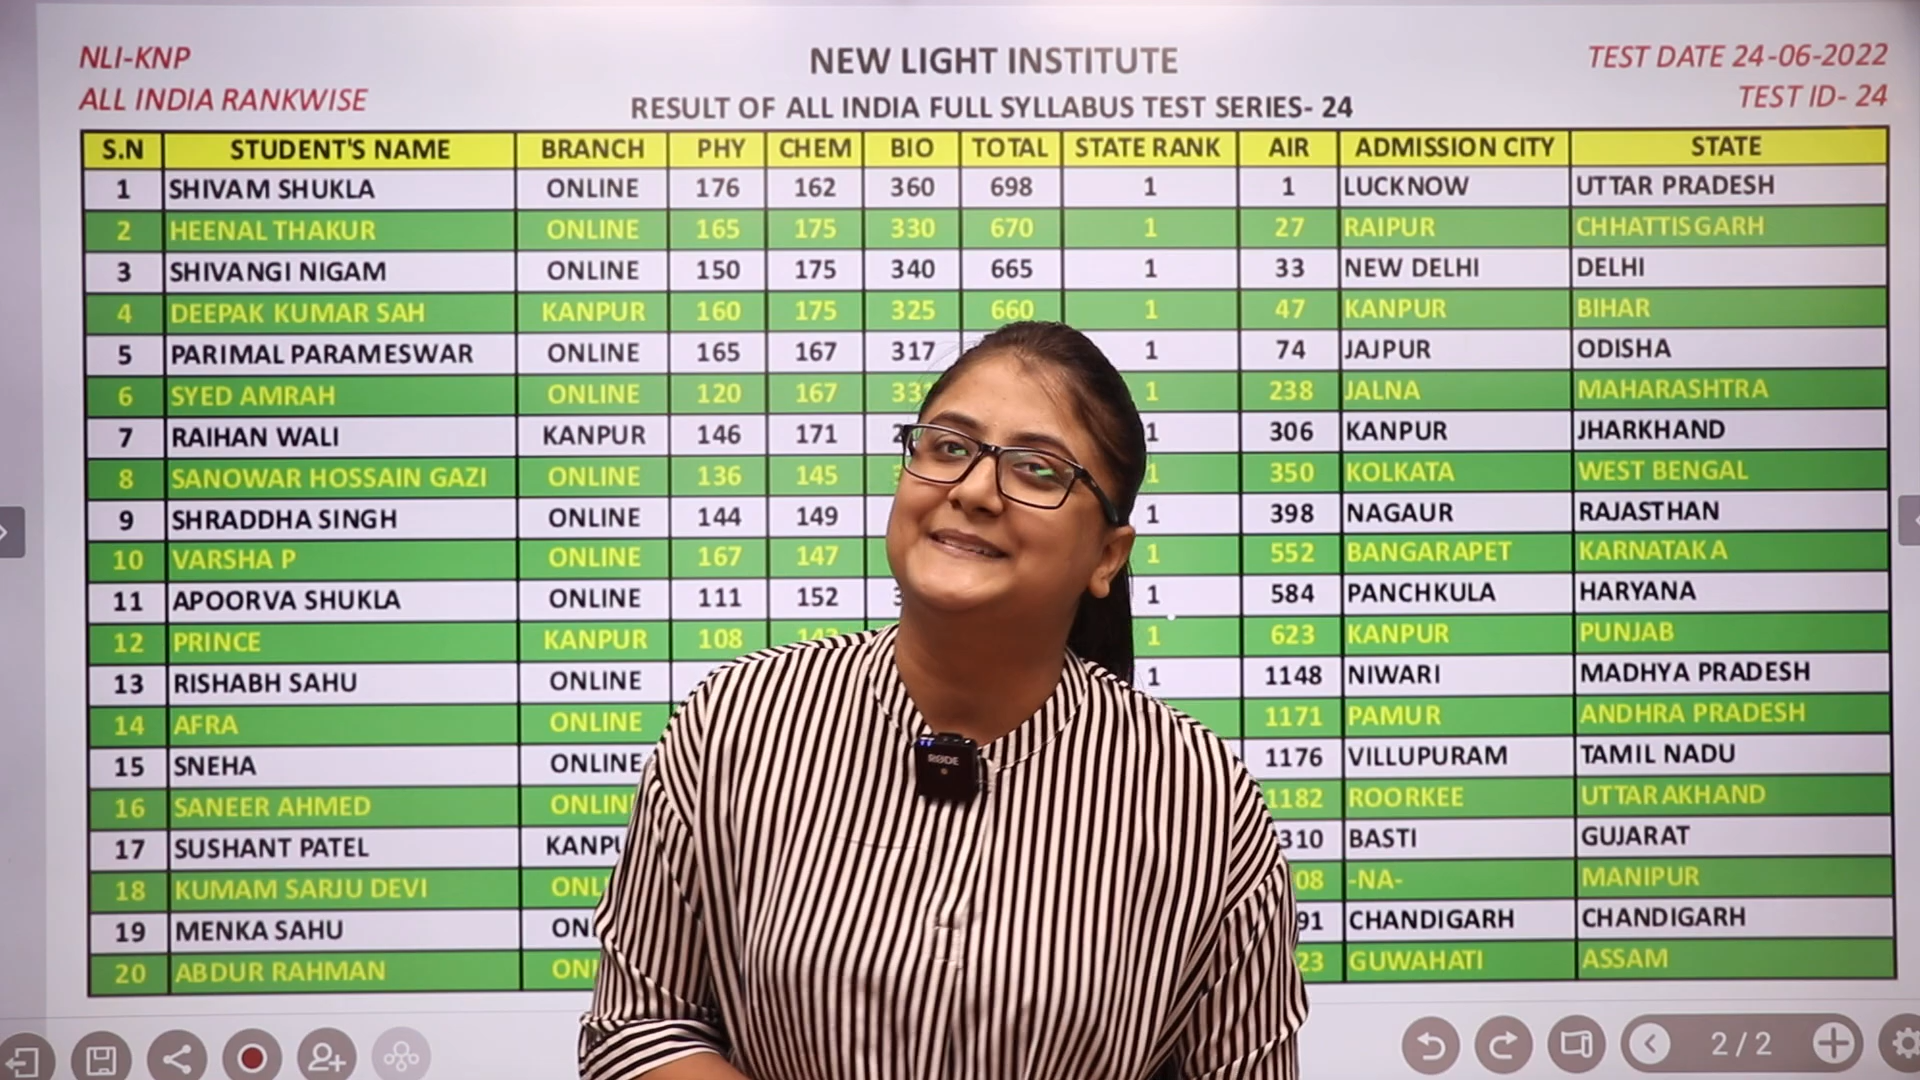 NLI-KNP NEW LIGHT INSTITUTE TEST DATE 24-06-2022
ALL INDIA RANKWISE RESULT OF ALL INDIA FULL SYLLABUS TEST SERIES- 24 TEST ID- 24
S.N STUDENT'S NAME BRANCH PHY CHEM BIO TOTAL STATE RANK AIR ADMISSION CITY STATE
1 SHIVAM SHUKLA ONLINE 176 162 360 698 1 1 LUCKNOW UTTAR PRADESH
2 HEENAL THAKUR ONLINE 165 175 330 670 1 27 RAIPUR CHHATTISGARH
3 SHIVANGI NIGAM ONLINE 150 175 340 665 1 33 NEW DELHI DELHI
4 DEEPAK KUMAR SAH KANPUR 160 175 325 660 1 47 KANPUR BIHAR
5 PARIMAL PARAMESWAR ONLINE 165 167 317 1 74 JAJPUR ODISHA
6 SYED AMRAH ONLINE 120 167 1 238 JALNA MAHARASHTRA
7 RAIHAN WALI KANPUR 146 171 1 306 KANPUR JHARKHAND
8 SANOWAR HOSSAIN GAZI ONLINE 136 145 1 350 KOLKATA WEST BENGAL
9 SHRADDHA SINGH ONLINE 144 149 1 398 NAGAUR RAJASTHAN
10 VARSHA P ONLINE 167 147 1 552 BANGARAPET KARNATAKA
11 APOORVA SHUKLA ONLINE 111 152 1 584 PANCHKULA HARYANA
12 PRINCE KANPUR 108 1 623 KANPUR PUNJAB
13 RISHABH SAHU ONLINE 1 1148 NIWARI MADHYA PRADESH
14 AFRA ONLINE 1171 PAMUR ANDHRA PRADESH
15 SNEHA ONLINE 1176 VILLUPURAM TAMIL NADU
16 SANEER AHMED 1182 ROORKEE UTTARAKHAND
17 SUSHANT PATEL BASTI GUJARAT
18 KUMAM SARJU DEVI -NA- MANIPUR
19 MENKA SAHU CHANDIGARH CHANDIGARH
20 ABDUR RAHMAN GUWAHATI ASSAM
RØDE
2/2